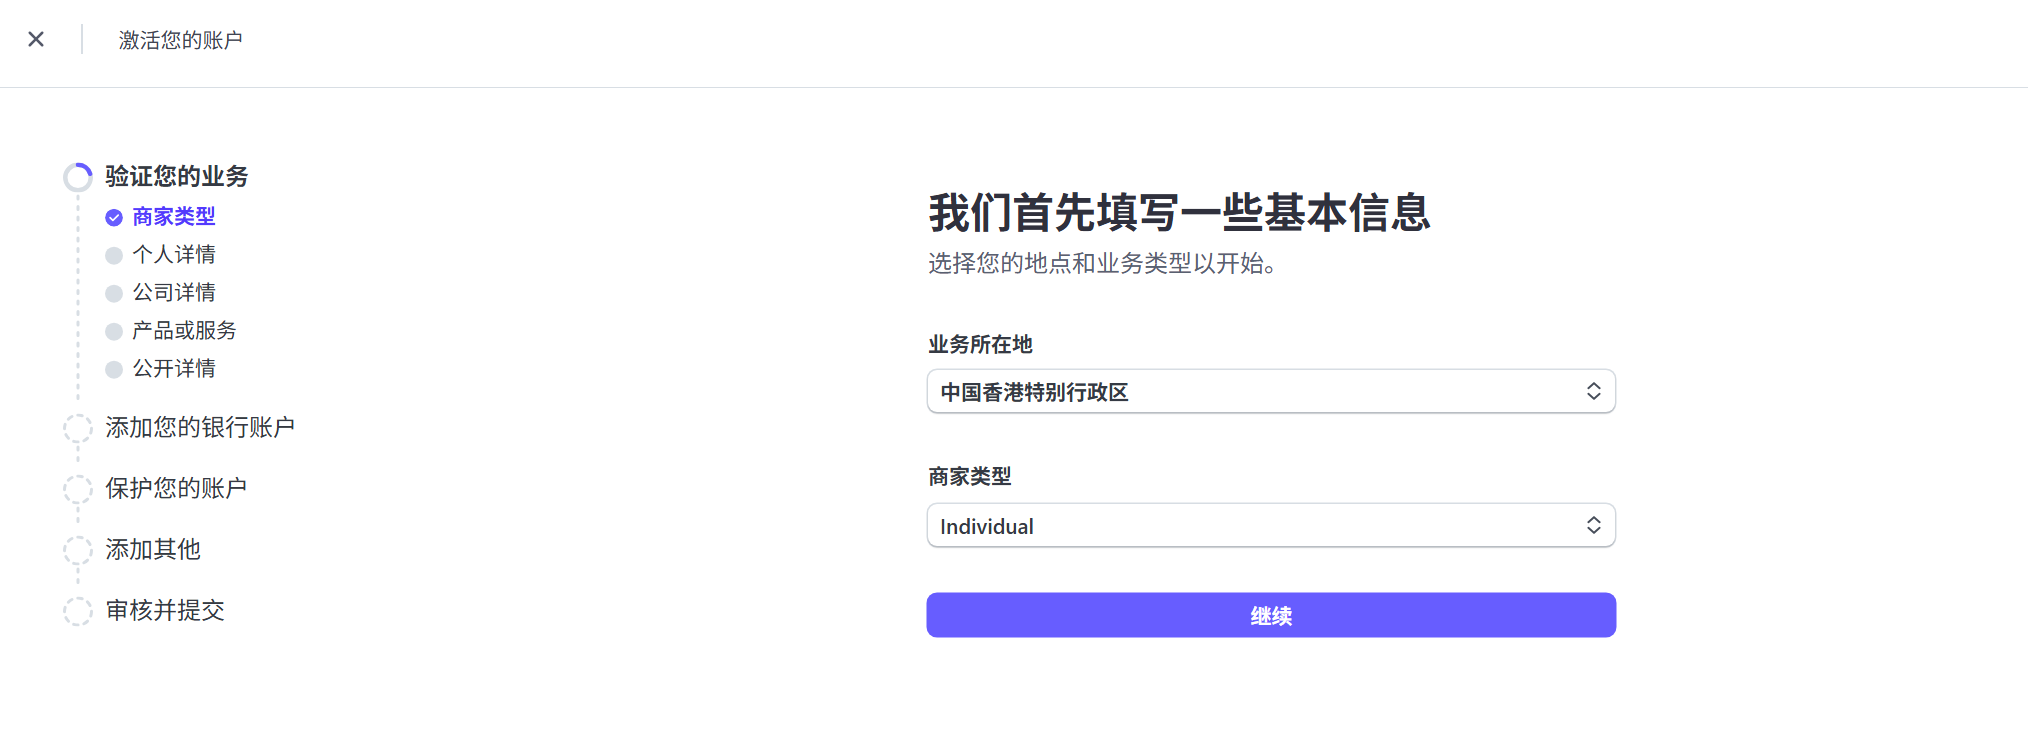 激活您的账户
验证您的业务
商家类型
个人详情
公司详情
产品或服务
公开详情
添加您的银行账户
保护您的账户
添加其他
审核并提交
我们首先填写一些基本信息
选择您的地点和业务类型以开始。
业务所在地
中国香港特别行政区
商家类型
Individual
继续